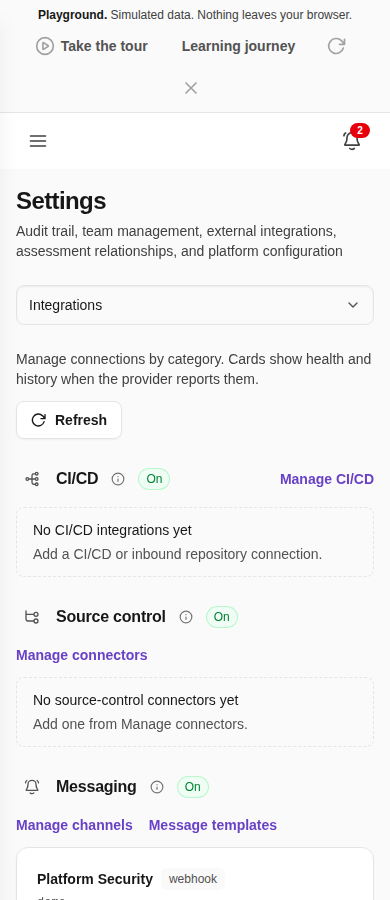 Playground. Simulated data. Nothing leaves your browser.
Take the tour Learning journey
2
Settings
Audit trail, team management, external integrations,
assessment relationships, and platform configuration
Integrations
Manage connections by category. Cards show health and
history when the provider reports them.
Refresh
CI/CD On Manage CI/CD
No CI/CD integrations yet
Add a CI/CD or inbound repository connection.
Source control On
Manage connectors
No source-control connectors yet
Add one from Manage connectors.
Messaging On
Manage channels Message templates
Platform Security webhook